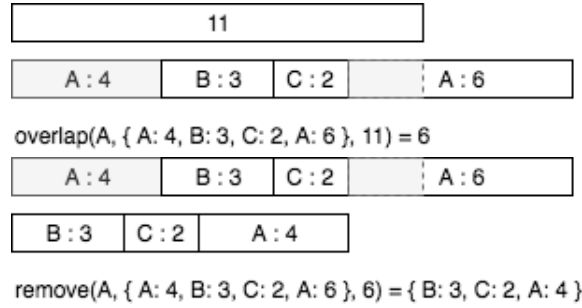 11
A : 4 B : 3 C : 2 A : 6
overlap(A, { A: 4, B: 3, C: 2, A: 6 }, 11) = 6
A : 4 B : 3 C : 2 A : 6
B : 3 C : 2 A : 4
remove(A, { A: 4, B: 3, C: 2, A: 6 }, 6) = { B: 3, C: 2, A: 4 }